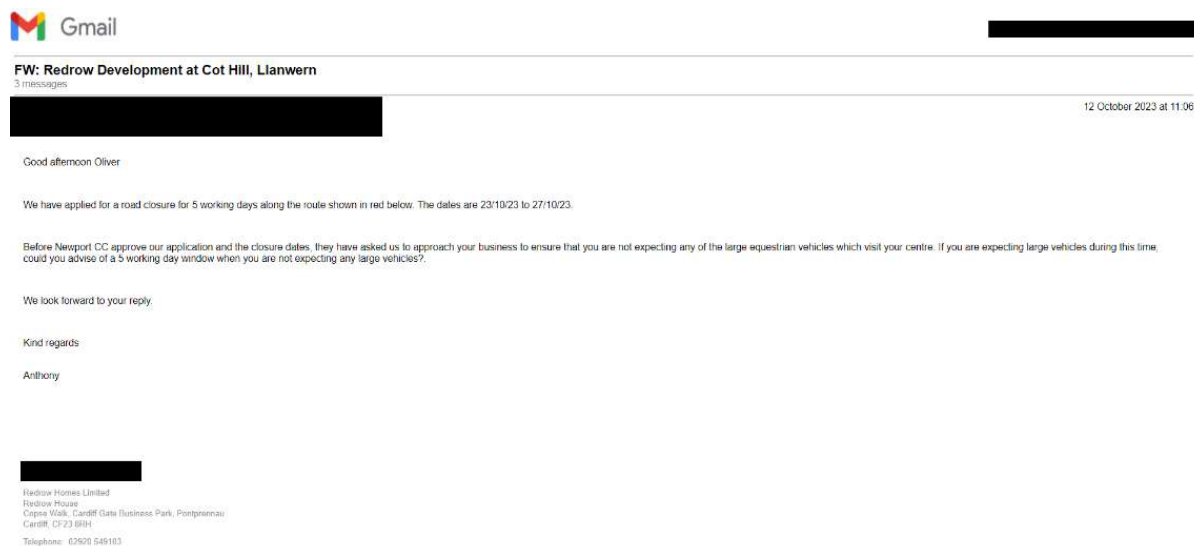 Gmail
FW: Redrow Development at Cot Hill, Llanwern
3 messages
12 October 2023 at 11:06
Good afternoon Oliver
We have applied for a road closure for 5 working days along the route shown in red below. The dates are 23/10/23 to 27/10/23.
Before Newport CC approve our application and the closure dates, they have asked us to approach your business to ensure that you are not expecting any of the large equestrian vehicles which visit your centre. If you are expecting large vehicles during this time,
could you advise of a 5 working day window when you are not expecting any large vehicles?.
We look forward to your reply.
Kind regards
Anthony
Redrow Homes Limited
Redrow House
Copse Walk, Cardiff Gate Business Park, Pontprennau
Cardiff, CF23 8RH
Telephone: 02920 549103